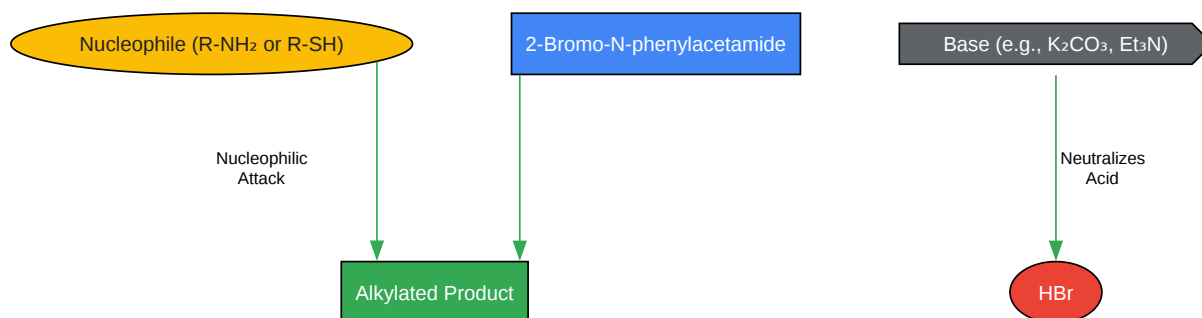 Nucleophile (R-NH₂ or R-SH)
2-Bromo-N-phenylacetamide
Base (e.g., K₂CO₃, Et₃N)
Nucleophilic
Attack
Neutralizes
Acid
Alkylated Product
HBr